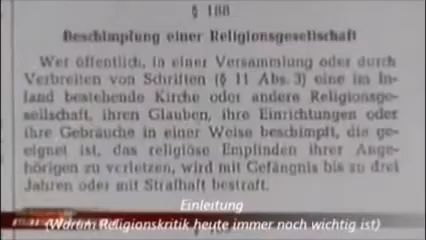 § 188
Beschimpfung einer Religionsgesellschaft
Wer öffentlich, in einer Versammlung oder durch
Verbreiten von Schriften (§ 11 Abs. 3) eine im In-
land bestehende Kirche oder andere Religionsge-
sellschaft, ihren Glauben, ihre Einrichtungen oder
ihre Gebräuche in einer Weise beschimpft, die ge-
eignet ist, das religiöse Empfinden ihrer Ange-
hörigen zu verletzen, wird mit Gefängnis bis zu drei
Jahren oder mit Strafhaft bestraft.
Einleitung
(Warum Religionskritik heute immer noch wichtig ist)
§